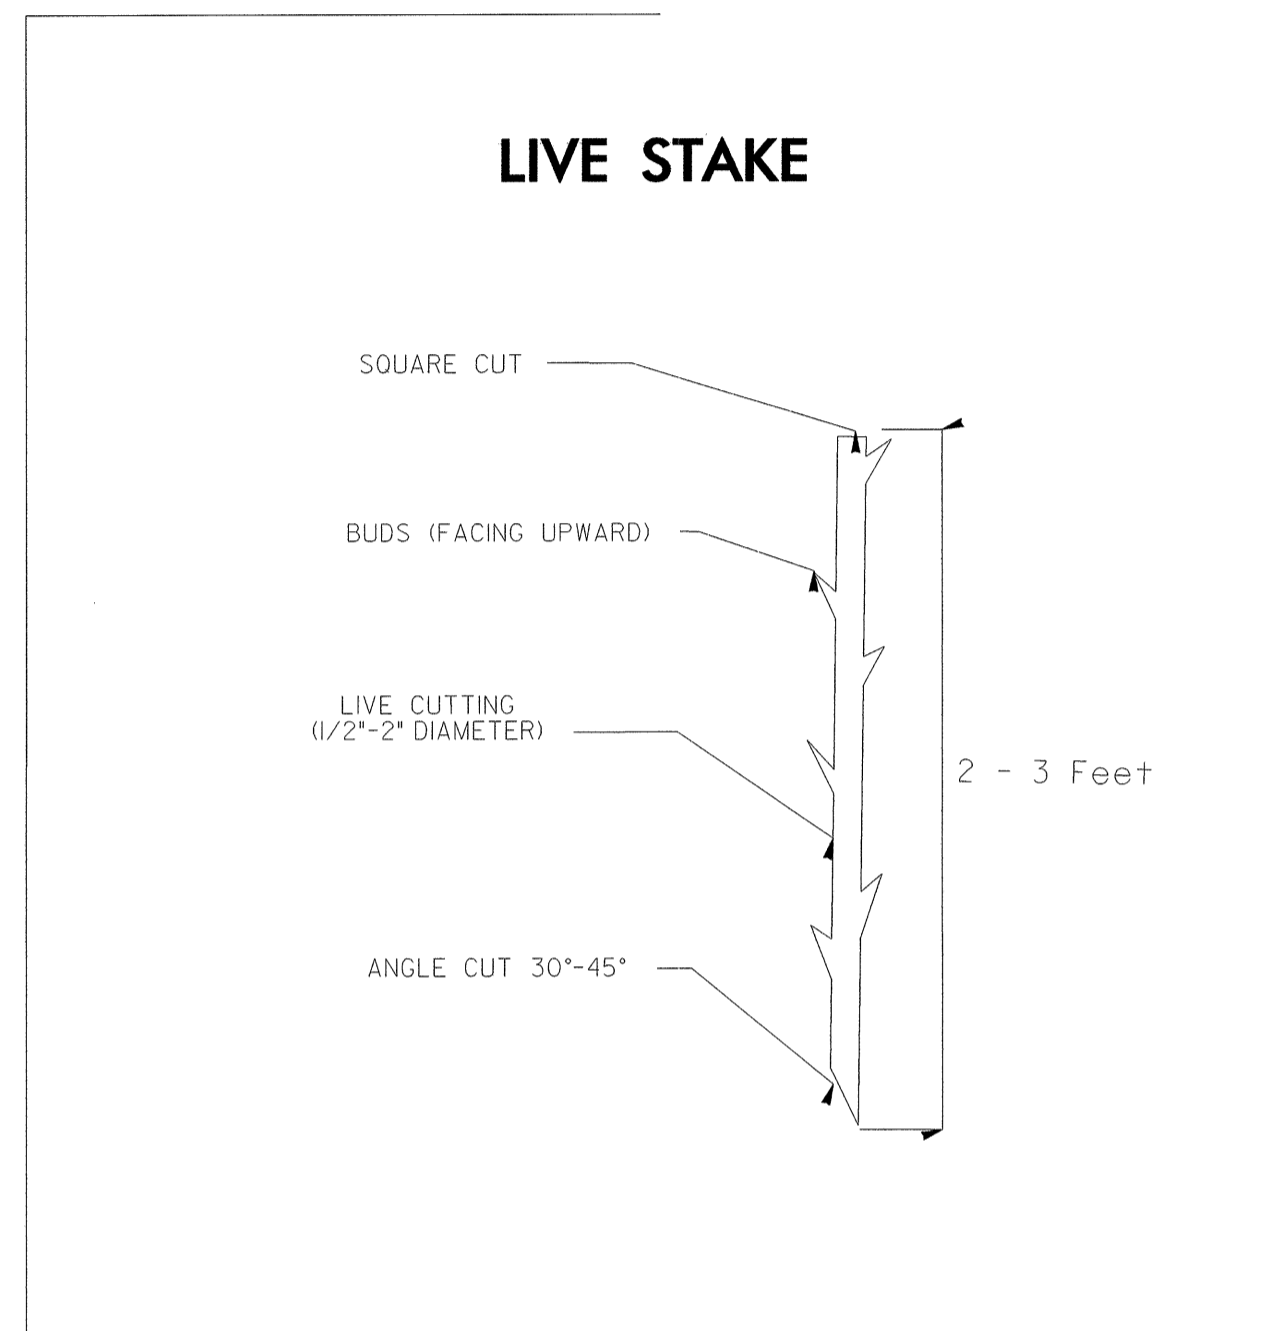 LIVE STAKE
SQUARE CUT
BUDS (FACING UPWARD)
LIVE CUTTING
(1/2"-2" DIAMETER)
2 - 3 Feet
ANGLE CUT 30°-45°